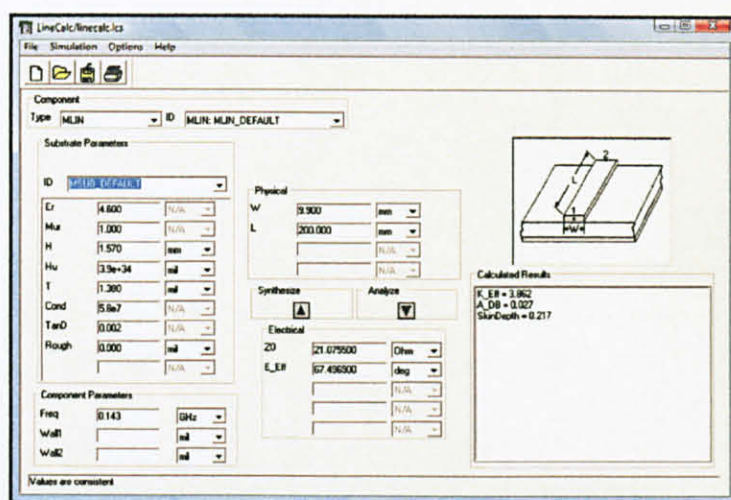 LineCalc/linecalc.lcs
File Simulation Options Help
Component
Type MLIN ID MLIN: MLIN_DEFAULT
Substrate Parameters
ID MSUB_DEFAULT
Er 4.600 N/A
Mur 1.000 N/A
H 1.570 mm
Hu 3.9e+34 mil
T 1.380 mil
Cond 5.8e7 N/A
TanD 0.002 N/A
Rough 0.000 mil
N/A
Component Parameters
Freq 0.143 GHz
Wall1 mil
Wall2 mil
Physical
W 9.900 mm
L 200.000 mm
N/A
N/A
Synthesize Analyze
Electrical
Z0 21.075500 Ohm
E_Eff 67.496900 deg
N/A
N/A
N/A
2
L
1
W
Calculated Results
K_Eff = 3.862
A_DB = 0.027
SkinDepth = 0.217
Values are consistent